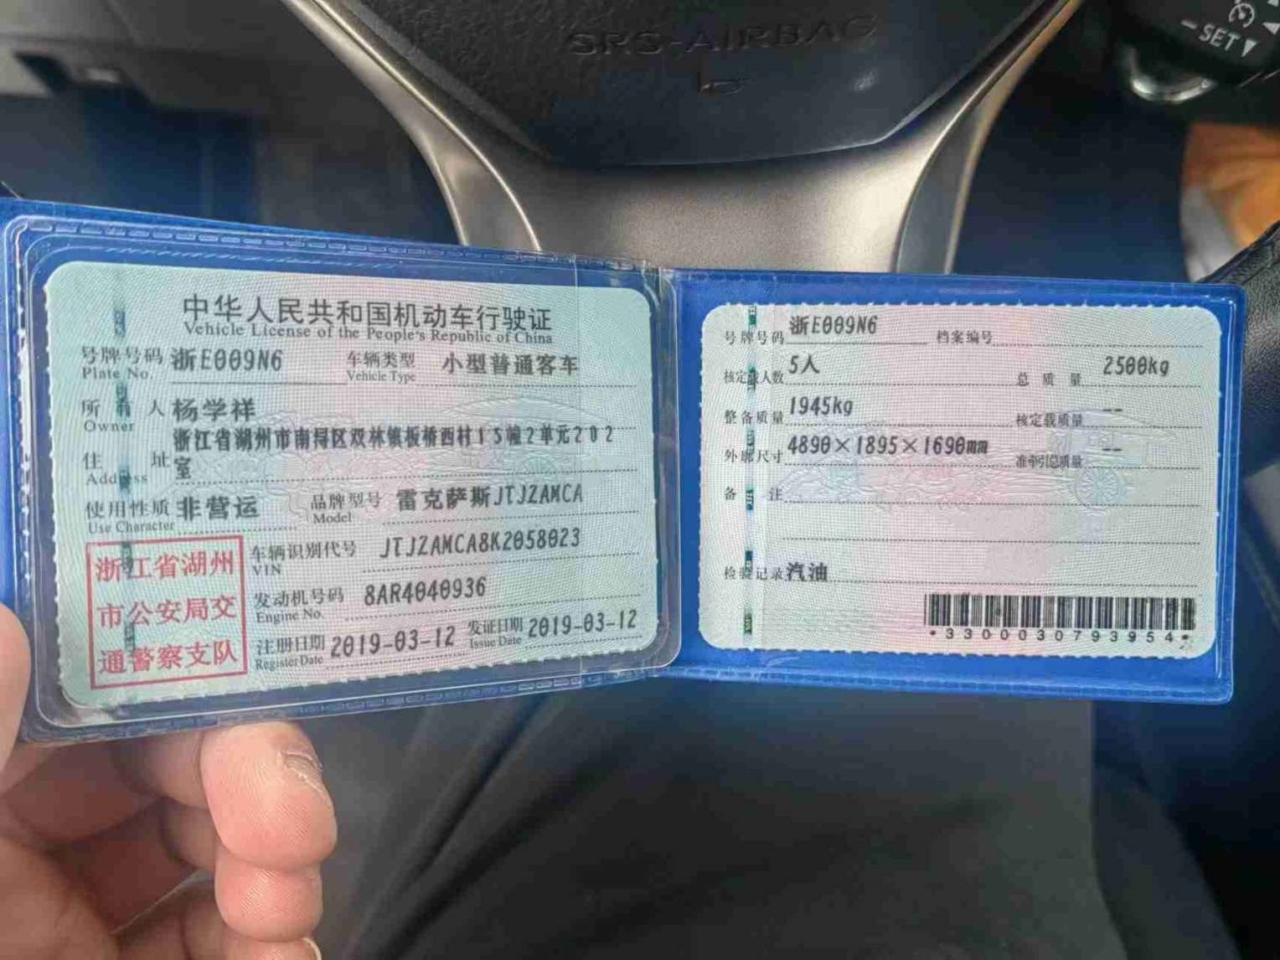 SRS-AIRBAG
SET
中华人民共和国机动车行驶证
Vehicle License of the People's Republic of China
号牌号码 浙E009N6 车辆类型 小型普通客车
Plate No. Vehicle Type
所有人 杨学祥
Owner
浙江省湖州市南浔区双林镇板桥西村15幢2单元202
住址 室
Address
使用性质 非营运 品牌型号 雷克萨斯JTJZAMCA
Use Character Model
浙江省湖州
市公安局交
通警察支队
车辆识别代号 JTJZAMCA8K2058023
VIN
发动机号码 8AR4040936
Engine No.
注册日期 2019-03-12 发证日期 2019-03-12
Register Date Issue Date
号牌号码 浙E009N6 档案编号
核定载人数 5人 总质量 2500kg
整备质量 1945kg 核定载质量 --
外廓尺寸 4890×1895×1690mm 准牵引总质量 --
备注
检验记录 汽油
*3300030793954*